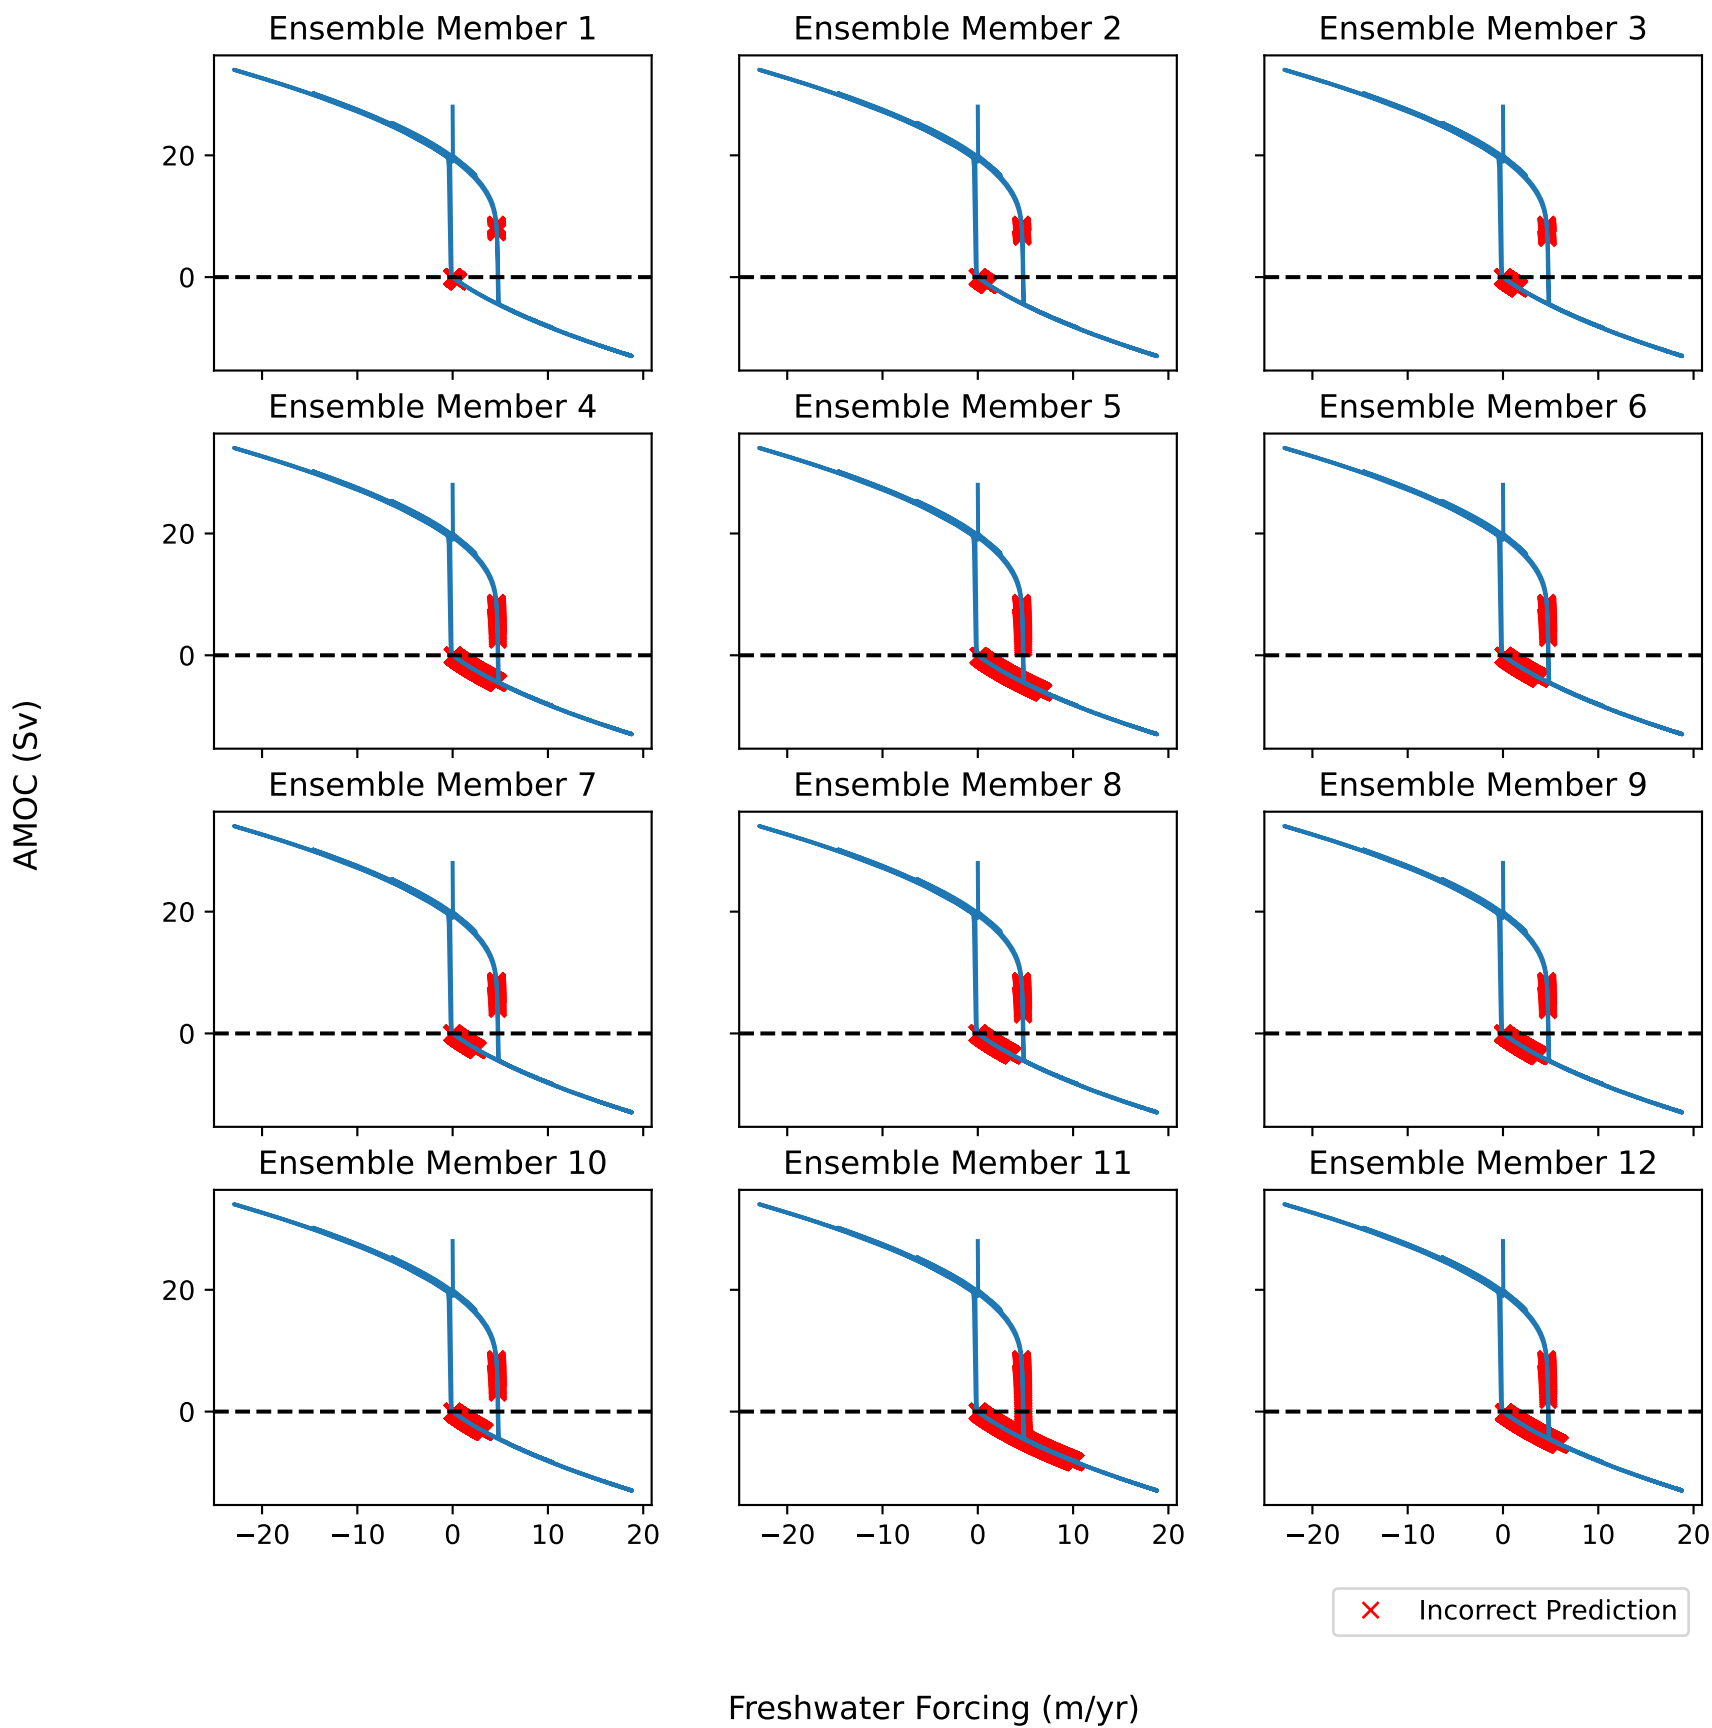 Ensemble Member 1
Ensemble Member 2
Ensemble Member 3
20
0
Ensemble Member 4
Ensemble Member 5
Ensemble Member 6
20
0
AMOC (Sv)
Ensemble Member 7
Ensemble Member 8
Ensemble Member 9
20
0
Ensemble Member 10
Ensemble Member 11
Ensemble Member 12
20
0
−20 −10 0 10 20
−20 −10 0 10 20
−20 −10 0 10 20
Incorrect Prediction
Freshwater Forcing (m/yr)